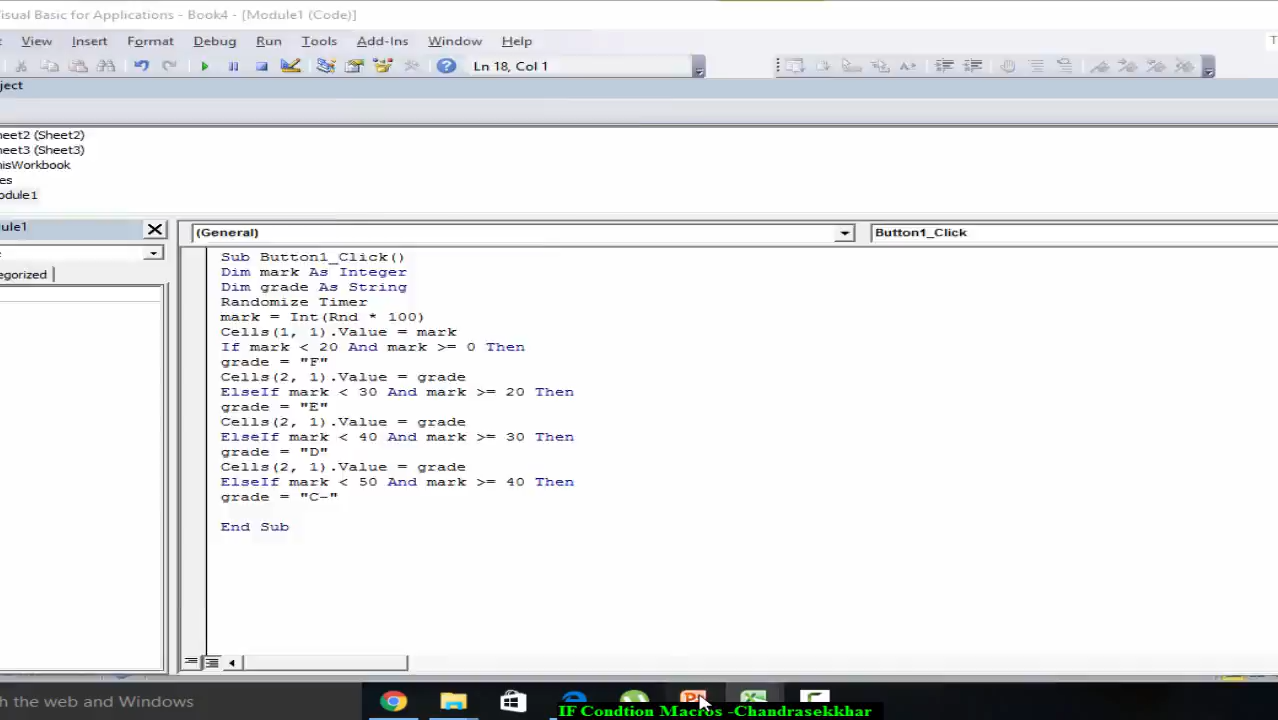 isual Basic for Applications - Book4 - [Module1 (Code)]
View Insert Format Debug Run Tools Add-Ins Window Help
Ln 18, Col 1
ject
heet2 (Sheet2)
heet3 (Sheet3)
hisWorkbook
es
odule1
ule1
(General)
Button1_Click
egorized
Sub Button1_Click()
Dim mark As Integer
Dim grade As String
Randomize Timer
mark = Int(Rnd * 100)
Cells(1, 1).Value = mark
If mark < 20 And mark >= 0 Then
grade = "F"
Cells(2, 1).Value = grade
ElseIf mark < 30 And mark >= 20 Then
grade = "E"
Cells(2, 1).Value = grade
ElseIf mark < 40 And mark >= 30 Then
grade = "D"
Cells(2, 1).Value = grade
ElseIf mark < 50 And mark >= 40 Then
grade = "C-"
End Sub
h the web and Windows
IF Condtion Macros -Chandrasekkhar